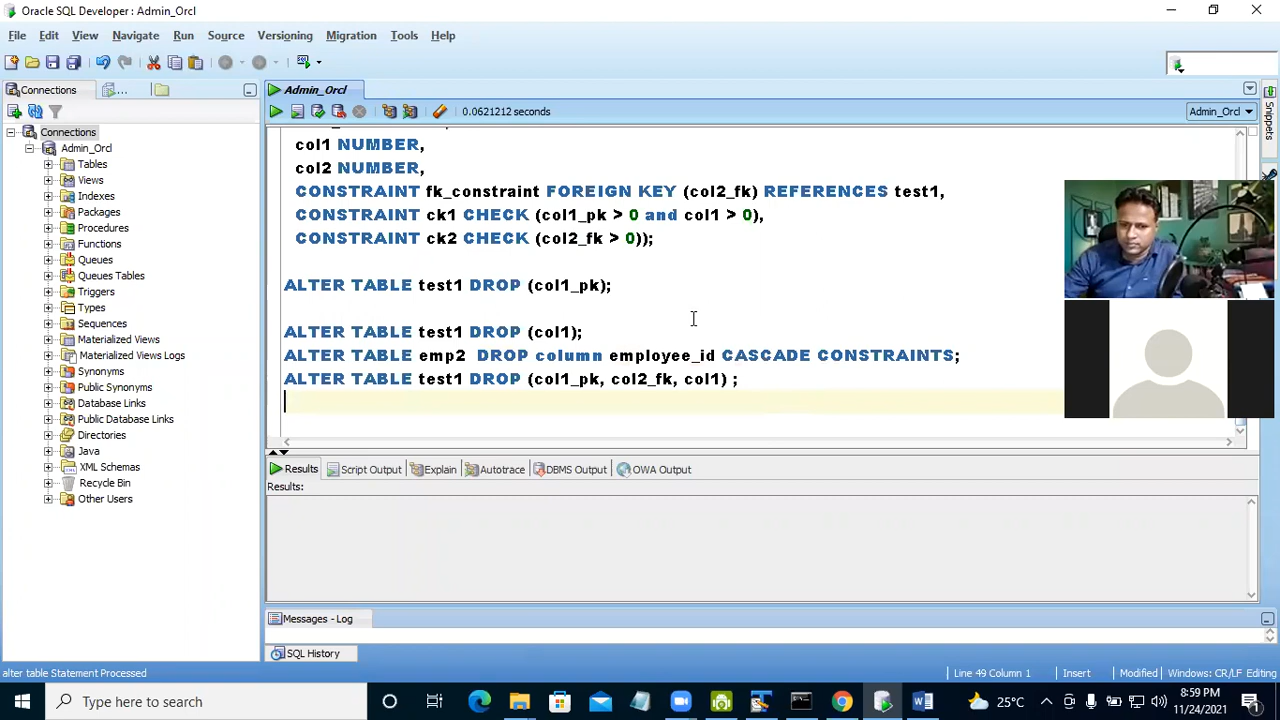 Oracle SQL Developer : Admin_Orcl
File Edit View Navigate Run Source Versioning Migration Tools Help
Connections
...
Admin_Orcl
0.0621212 seconds
Admin_Orcl
Snippets
Connections
Admin_Orcl
Tables
Views
Indexes
Packages
Procedures
Functions
Queues
Queues Tables
Triggers
Types
Sequences
Materialized Views
Materialized Views Logs
Synonyms
Public Synonyms
Database Links
Public Database Links
Directories
Java
XML Schemas
Recycle Bin
Other Users
col1 NUMBER,
col2 NUMBER,
CONSTRAINT fk_constraint FOREIGN KEY (col2_fk) REFERENCES test1,
CONSTRAINT ck1 CHECK (col1_pk > 0 and col1 > 0),
CONSTRAINT ck2 CHECK (col2_fk > 0));
ALTER TABLE test1 DROP (col1_pk);
ALTER TABLE test1 DROP (col1);
ALTER TABLE emp2 DROP column employee_id CASCADE CONSTRAINTS;
ALTER TABLE test1 DROP (col1_pk, col2_fk, col1) ;
Results Script Output Explain Autotrace DBMS Output OWA Output
Results:
Messages - Log
SQL History
alter table Statement Processed
Line 49 Column 1 Insert Modified Windows: CR/LF Editing
Type here to search
25°C
8:59 PM
11/24/2021